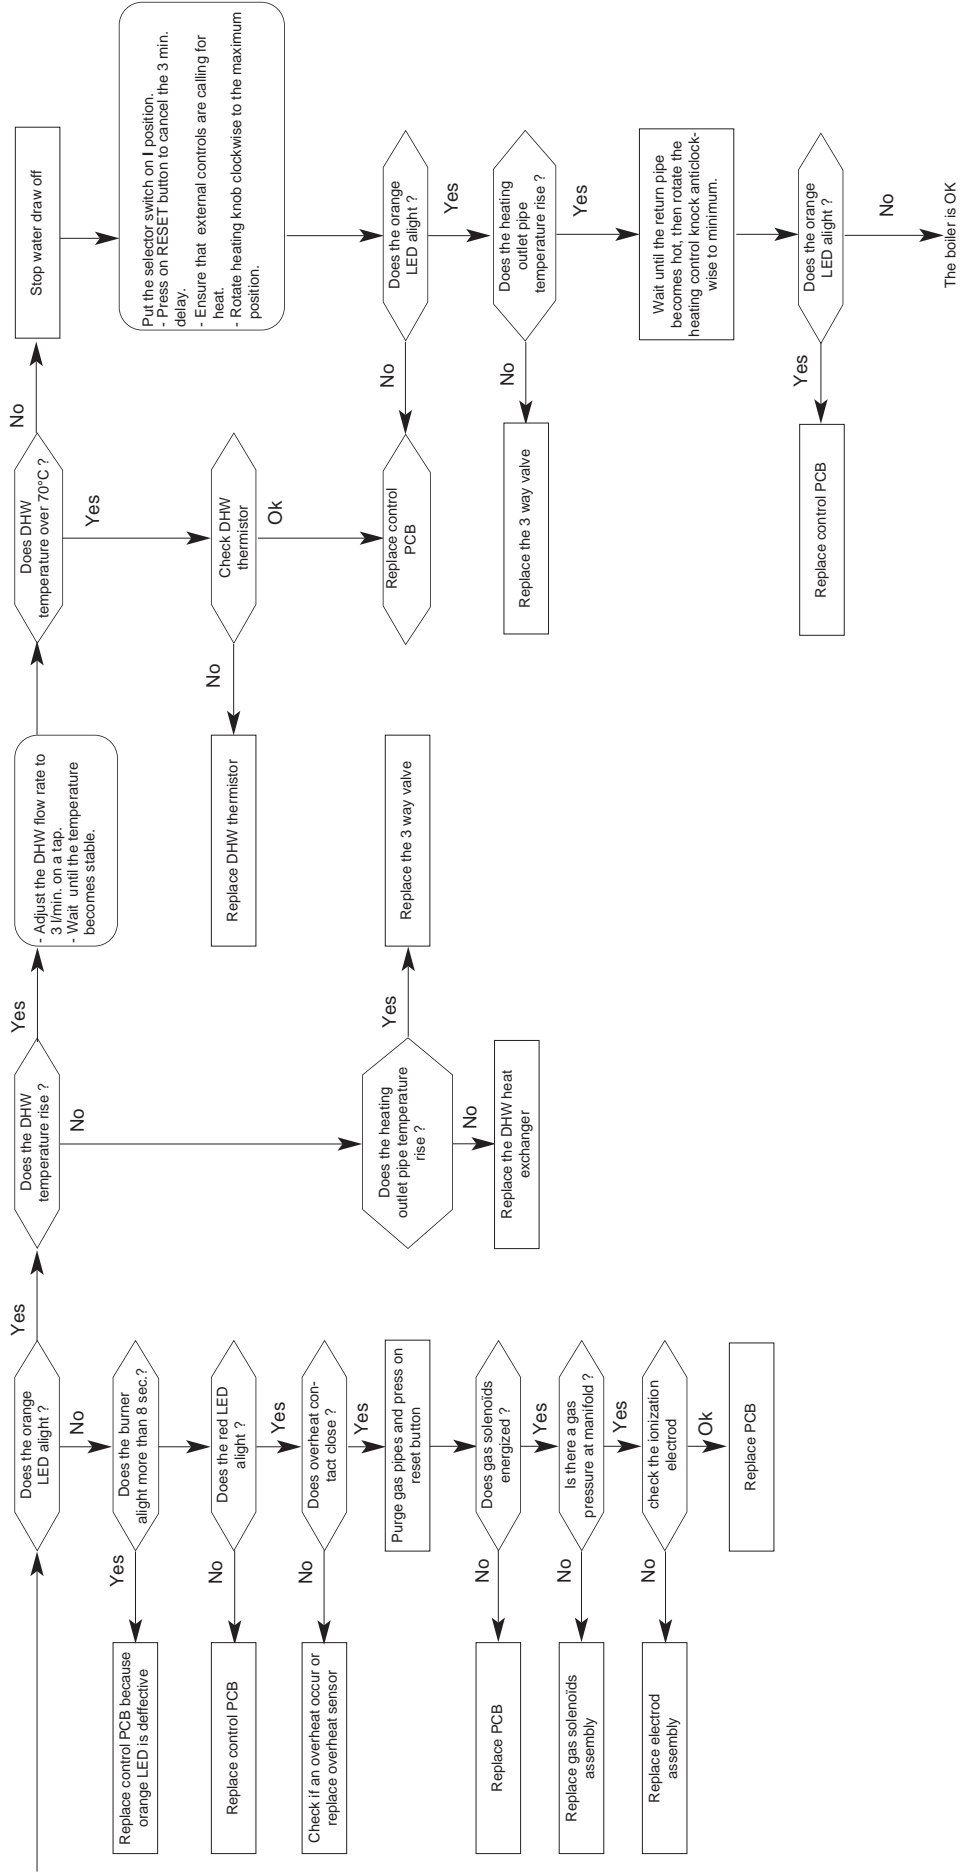 Does the orange
LED alight ?
Yes
No
Does the burner
alight more than 8 sec.?
Yes
Replace control PCB because
orange LED is deffective
Does the red LED
alight ?
No
Replace control PCB
Yes
Does overheat con-
tact close ?
No
Check if an overheat occur or
replace overheat sensor
Yes
Purge gas pipes and press on
reset button
Does gas solenoïds
energized ?
No
Replace PCB
Yes
Is there a gas
pressure at manifold ?
No
Replace gas solenoïds
assembly
Yes
check the ionization
electrod
No
Replace electrod
assembly
Ok
Replace PCB
Does the DHW
temperature rise ?
Yes
No
Does the heating
outlet pipe temperature
rise ?
Yes
Replace the 3 way valve
No
Replace the DHW heat
exchanger
- Adjust the DHW flow rate to
3 l/min. on a tap.
- Wait until the temperature
becomes stable.
Does DHW
temperature over 70°C ?
No
Yes
Check DHW
thermistor
No
Replace DHW thermistor
Ok
Replace control
PCB
Stop water draw off
Put the selector switch on I position.
- Press on RESET button to cancel the 3 min.
delay.
- Ensure that external controls are calling for
heat.
- Rotate heating knob clockwise to the maximum
position.
Does the orange
LED alight ?
No
Yes
Does the heating
outlet pipe
temperature rise ?
No
Replace the 3 way valve
Yes
Wait until the return pipe
becomes hot, then rotate the
heating control knock anticlock-
wise to minimum.
Does the orange
LED alight ?
Yes
Replace control PCB
No
The boiler is OK